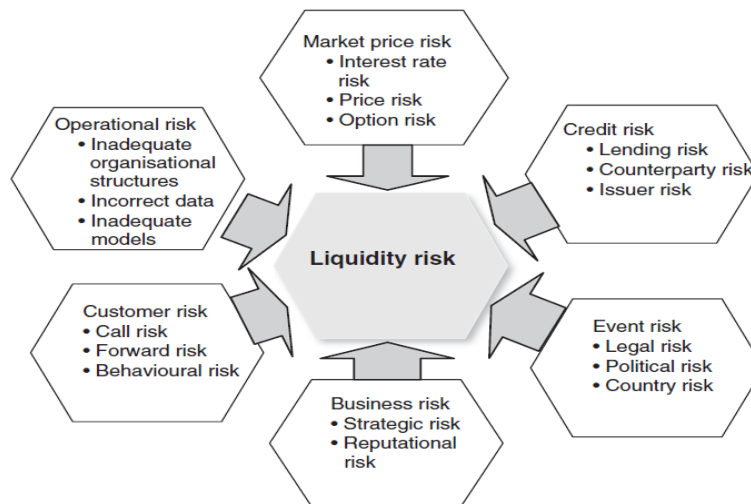 Market price risk
• Interest rate
risk
• Price risk
• Option risk
Operational risk
• Inadequate
organisational
structures
• Incorrect data
• Inadequate
models
Credit risk
• Lending risk
• Counterparty risk
• Issuer risk
Liquidity risk
Customer risk
• Call risk
• Forward risk
• Behavioural risk
Event risk
• Legal risk
• Political risk
• Country risk
Business risk
• Strategic risk
• Reputational
risk